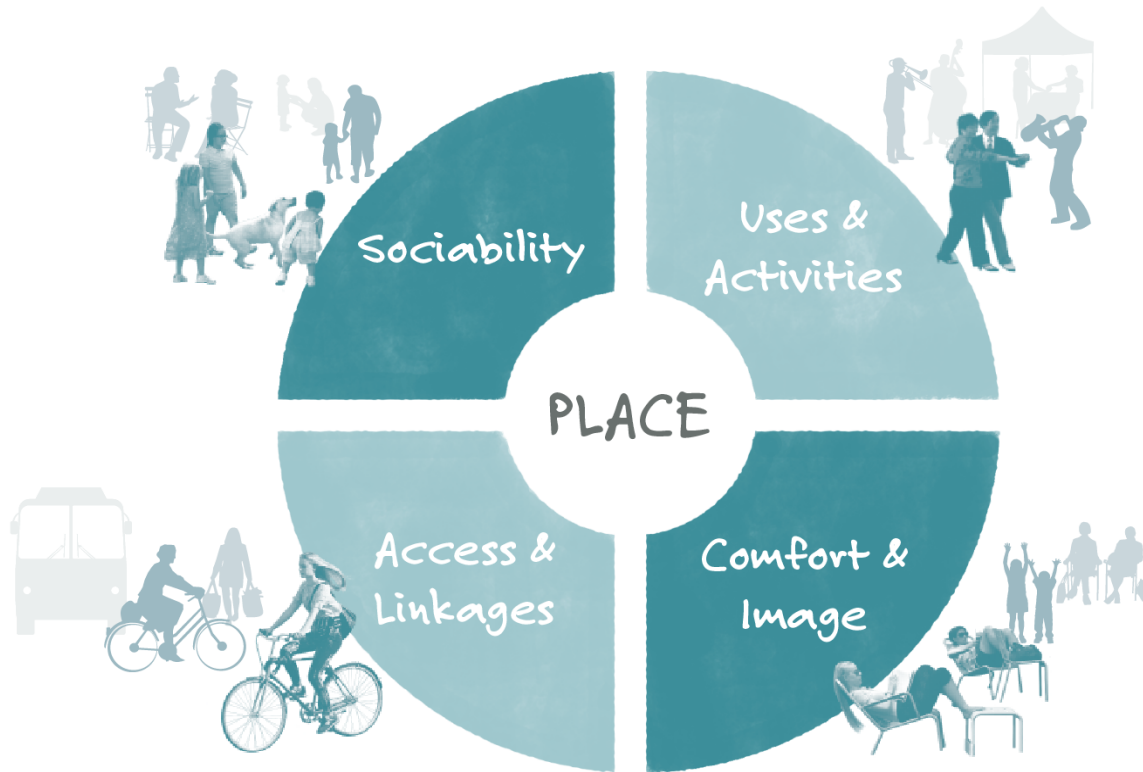 Sociability
Uses &
Activities
PLACE
Access &
Linkages
Comfort &
Image